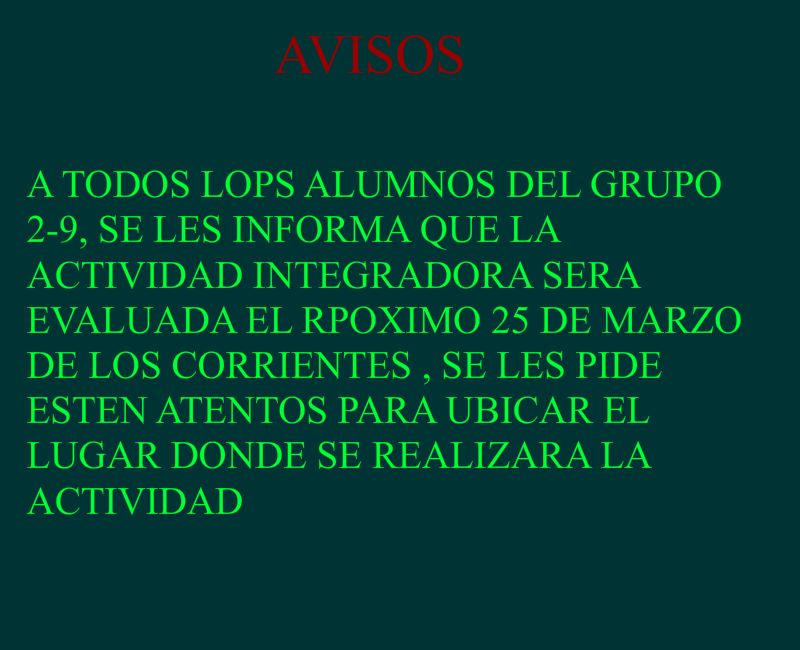 AVISOS
A TODOS LOPS ALUMNOS DEL GRUPO
2-9, SE LES INFORMA QUE LA
ACTIVIDAD INTEGRADORA SERA
EVALUADA EL RPOXIMO 25 DE MARZO
DE LOS CORRIENTES , SE LES PIDE
ESTEN ATENTOS PARA UBICAR EL
LUGAR DONDE SE REALIZARA LA
ACTIVIDAD